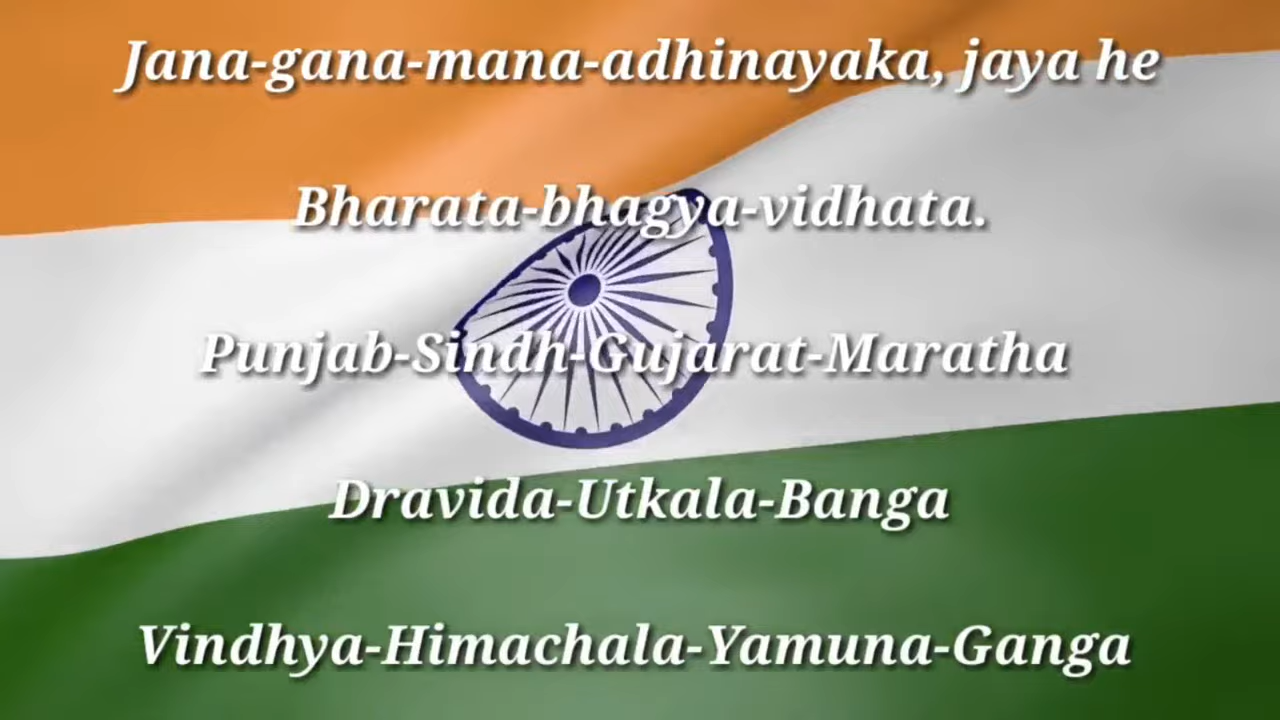 Jana-gana-mana-adhinayaka, jaya he
Bharata-bhagya-vidhata.
Punjab-Sindh-Gujarat-Maratha
Dravida-Utkala-Banga
Vindhya-Himachala-Yamuna-Ganga